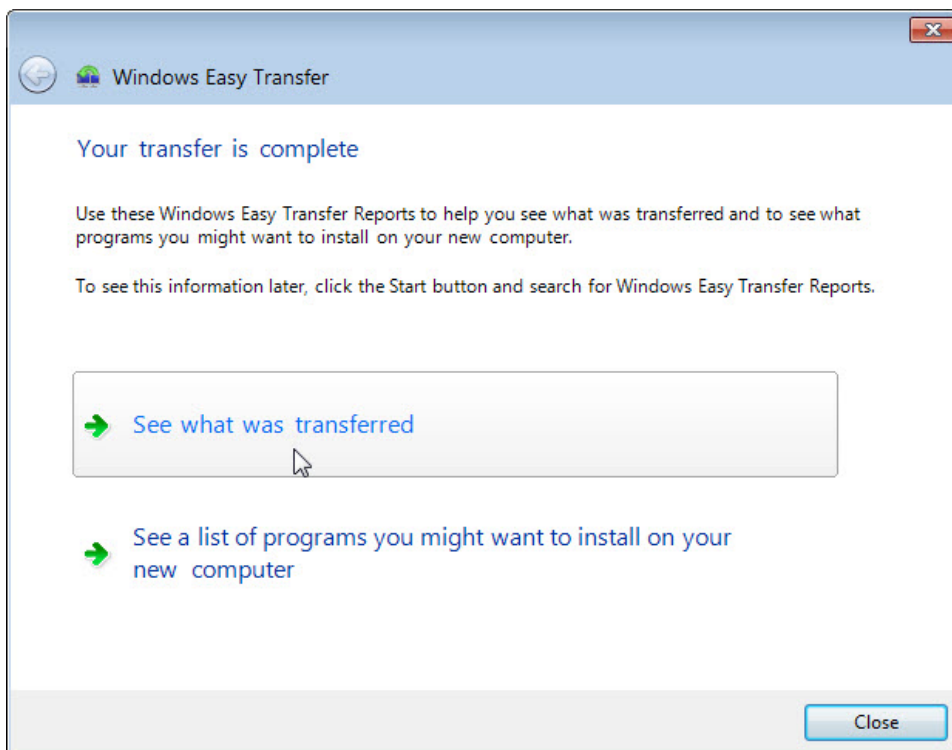 Windows Easy Transfer
Your transfer is complete
Use these Windows Easy Transfer Reports to help you see what was transferred and to see what
programs you might want to install on your new computer.
To see this information later, click the Start button and search for Windows Easy Transfer Reports.
See what was transferred
See a list of programs you might want to install on your
new computer
Close